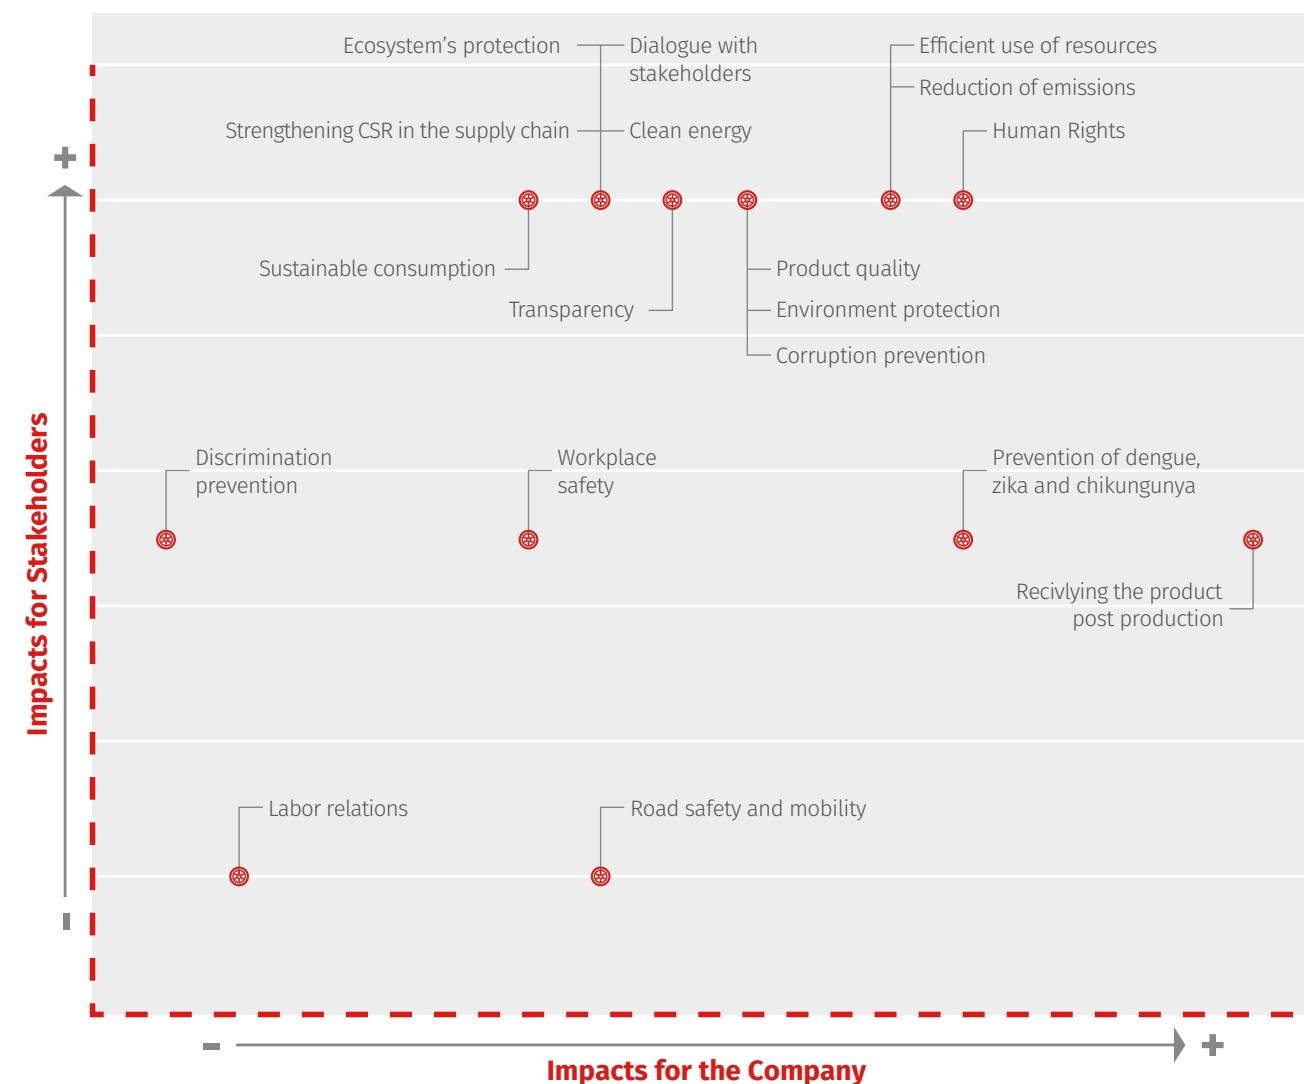 Ecosystem's protection
Dialogue with
stakeholders
Efficient use of resources
Reduction of emissions
Strengthening CSR in the supply chain
Clean energy
Human Rights
+
Sustainable consumption
Product quality
Transparency
Environment protection
Corruption prevention
Impacts for Stakeholders
Discrimination
prevention
Workplace
safety
Prevention of dengue,
zika and chikungunya
Recivlying the product
post production
Labor relations
Road safety and mobility
-
- +
Impacts for the Company